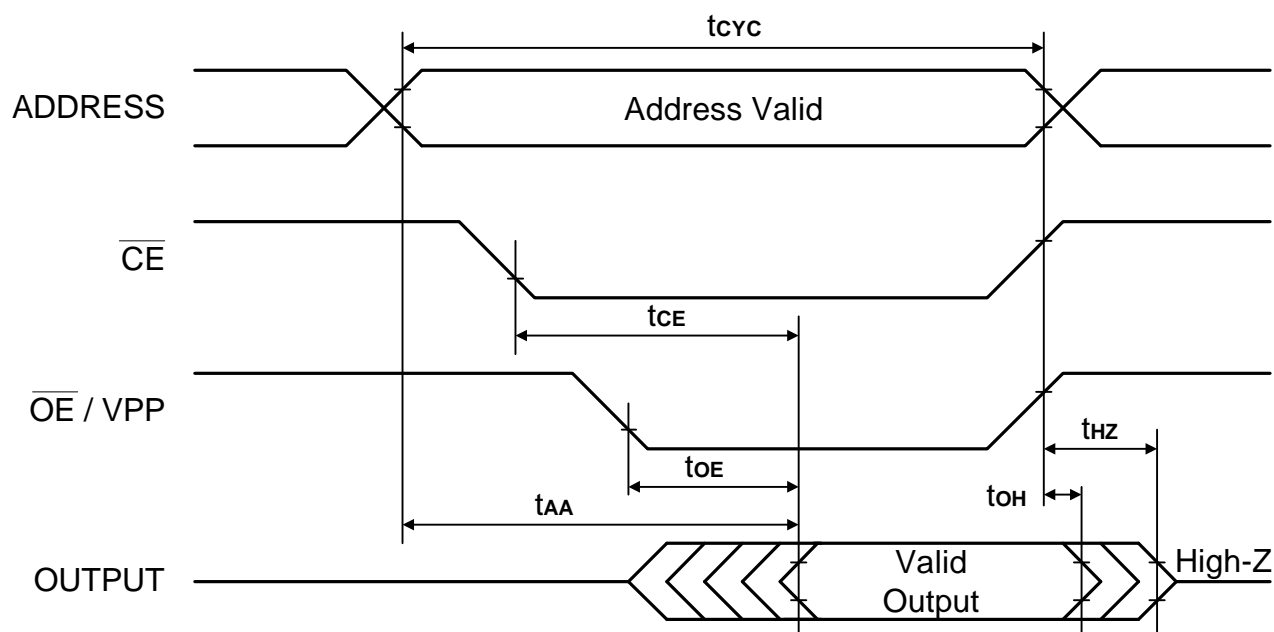 tCYC
ADDRESS
Address Valid
CE
tCE
OE / VPP
tHZ
tOE
tOH
tAA
OUTPUT
Valid
Output
High-Z